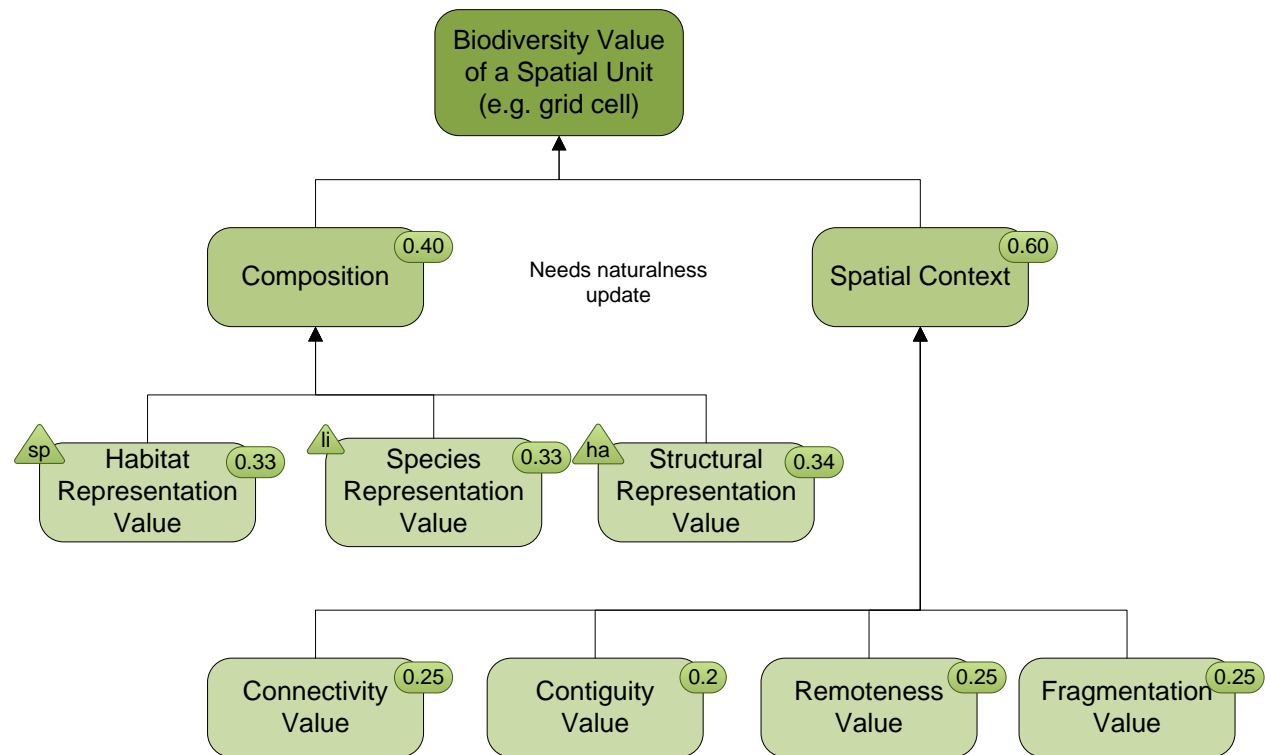 Biodiversity Value
of a Spatial Unit
(e.g. grid cell)
0.40
Composition
Needs naturalness
update
0.60
Spatial Context
sp
Habitat
Representation
Value
0.33
li
Species
Representation
Value
0.33
ha
Structural
Representation
Value
0.34
Connectivity
Value
0.25
Contiguity
Value
0.2
Remoteness
Value
0.25
Fragmentation
Value
0.25